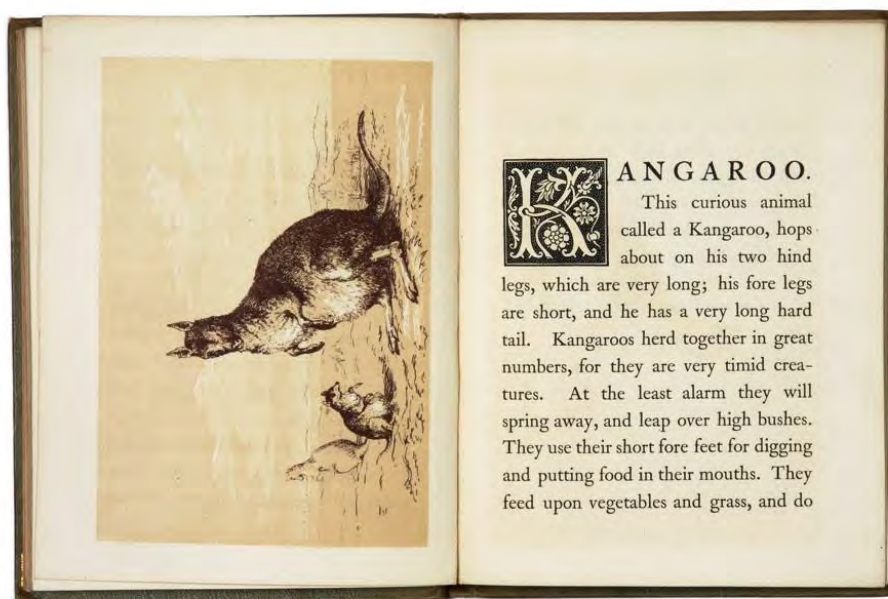 KANGAROO.
This curious animal
called a Kangaroo, hops
about on his two hind
legs, which are very long; his fore legs
are short, and he has a very long hard
tail. Kangaroos herd together in great
numbers, for they are very timid crea-
tures. At the least alarm they will
spring away, and leap over high bushes.
They use their short fore feet for digging
and putting food in their mouths. They
feed upon vegetables and grass, and do